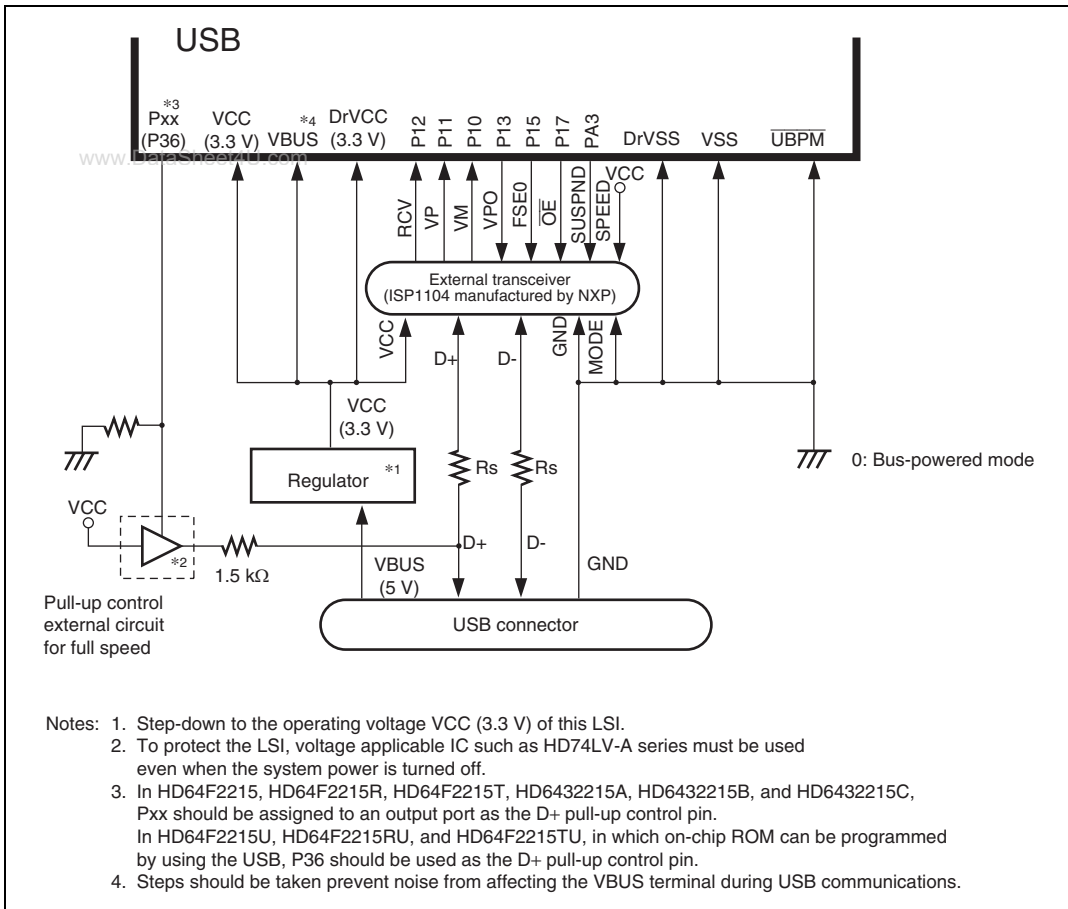 USB
*3
Pxx
(P36)
VCC
(3.3 V)
*4
VBUS
DrVCC
(3.3 V)
P12
P11
P10
P13
P15
P17
PA3
DrVSS
VSS
UBPM
www.DataSheet4U.com
RCV
VP
VM
VPO
FSE0
OE
SUSPND
SPEED
VCC
External transceiver
(ISP1104 manufactured by NXP)
VCC
D+
D-
GND
MODE
VCC
(3.3 V)
Regulator *1
Rs
Rs
0: Bus-powered mode
VCC
*2
1.5 kΩ
VBUS
(5 V)
D+
D-
GND
Pull-up control
external circuit
for full speed
USB connector
Notes: 1. Step-down to the operating voltage VCC (3.3 V) of this LSI.
2. To protect the LSI, voltage applicable IC such as HD74LV-A series must be used
even when the system power is turned off.
3. In HD64F2215, HD64F2215R, HD64F2215T, HD6432215A, HD6432215B, and HD6432215C,
Pxx should be assigned to an output port as the D+ pull-up control pin.
In HD64F2215U, HD64F2215RU, and HD64F2215TU, in which on-chip ROM can be programmed
by using the USB, P36 should be used as the D+ pull-up control pin.
4. Steps should be taken prevent noise from affecting the VBUS terminal during USB communications.